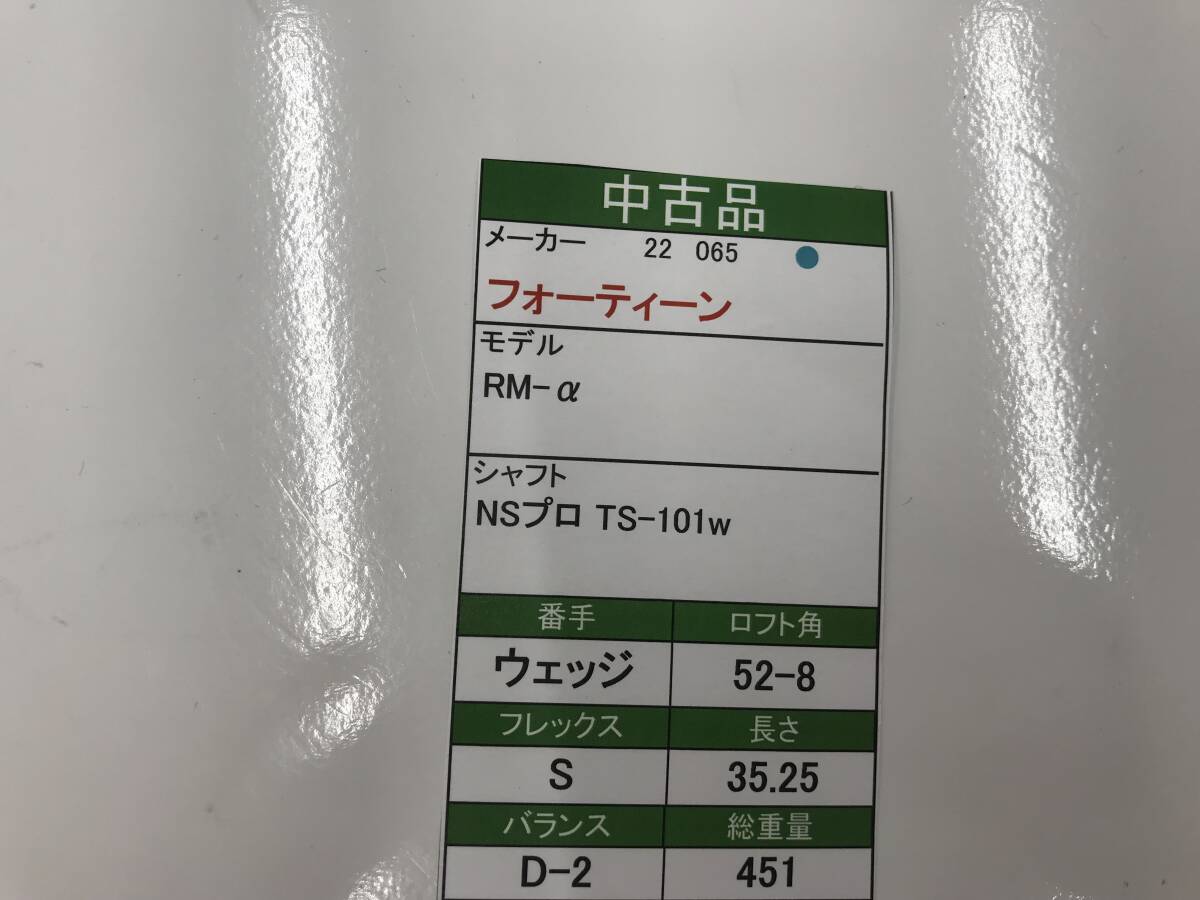 中古品
メーカー 22 065
フォーティーン
モデル
RM-α
シャフト
NSプロ TS-101w
番手 ロフト角
ウェッジ 52-8
フレックス 長さ
S 35.25
バランス 総重量
D-2 451